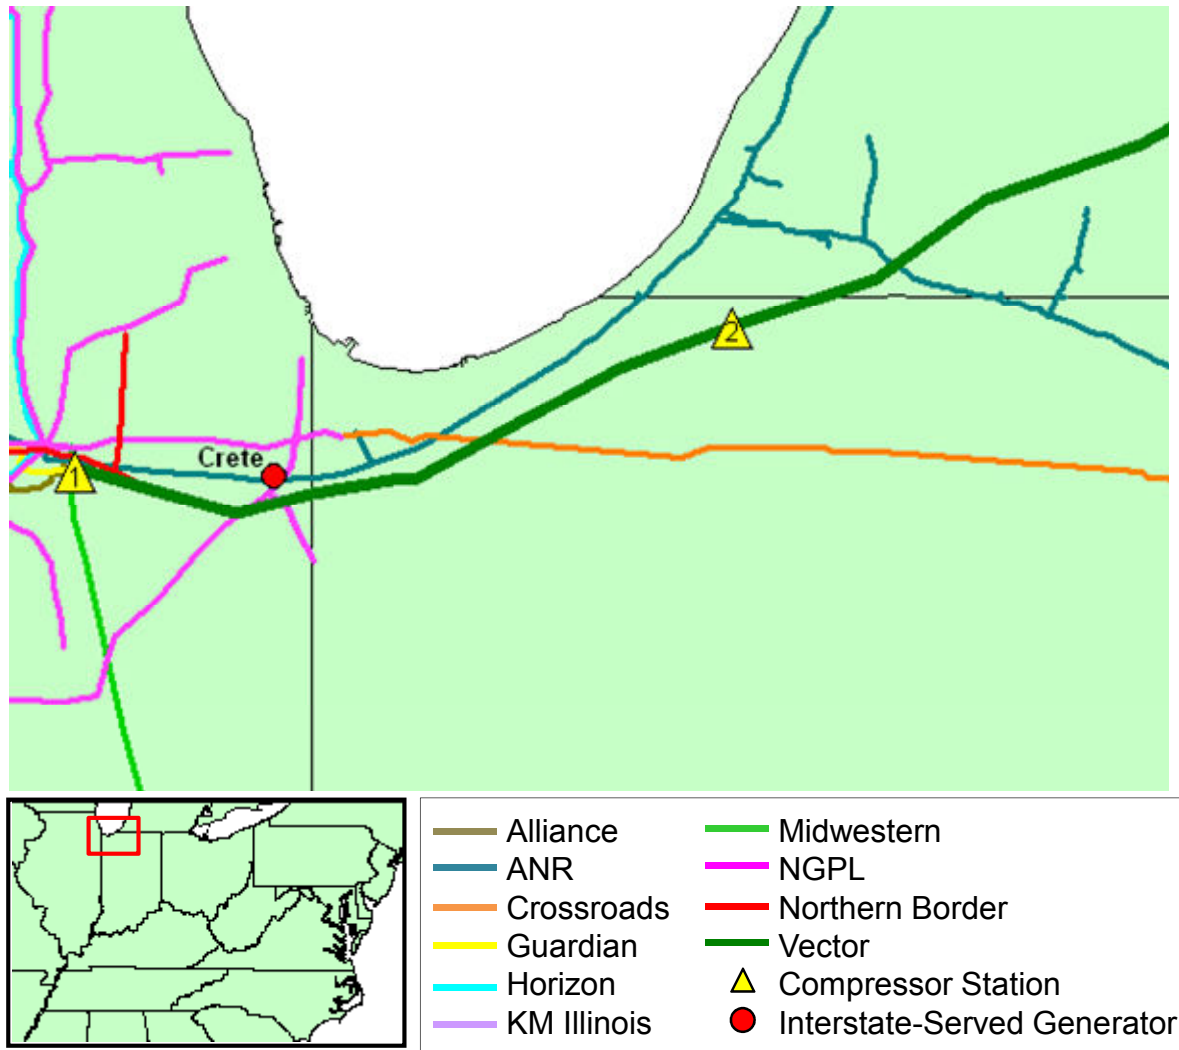 2
Crete
1
Alliance
ANR
Crossroads
Guardian
Horizon
KM Illinois
Midwestern
NGPL
Northern Border
Vector
Compressor Station
Interstate-Served Generator